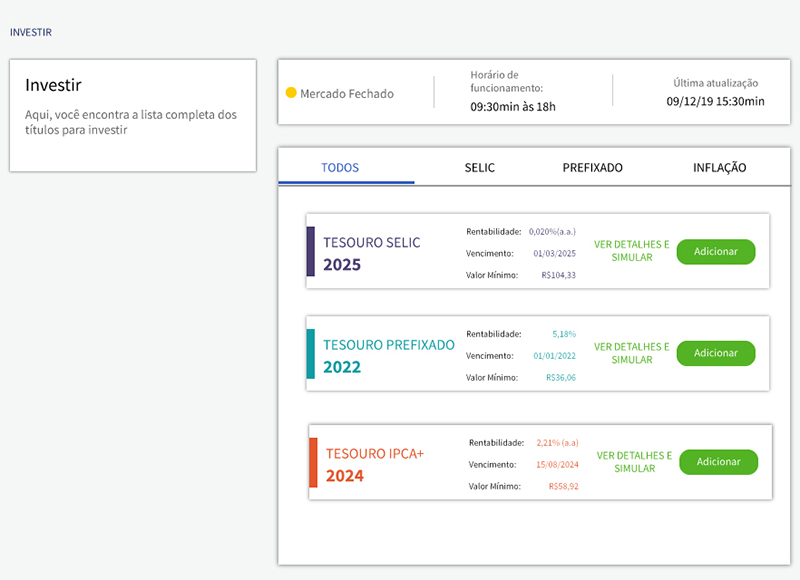 INVESTIR
Investir
Aqui, você encontra a lista completa dos
títulos para investir
Mercado Fechado
Horário de
funcionamento:
09:30min às 18h
Última atualização
09/12/19 15:30min
TODOS
SELIC
PREFIXADO
INFLAÇÃO
TESOURO SELIC
2025
Rentabilidade: 0,020%(a.a.)
Vencimento: 01/03/2025
Valor Mínimo: R$104,33
VER DETALHES E
SIMULAR
Adicionar
TESOURO PREFIXADO
2022
Rentabilidade: 5,18%
Vencimento: 01/01/2022
Valor Mínimo: R$36,06
VER DETALHES E
SIMULAR
Adicionar
TESOURO IPCA+
2024
Rentabilidade: 2,21% (a.a)
Vencimento: 15/08/2024
Valor Mínimo: R$58,92
VER DETALHES E
SIMULAR
Adicionar